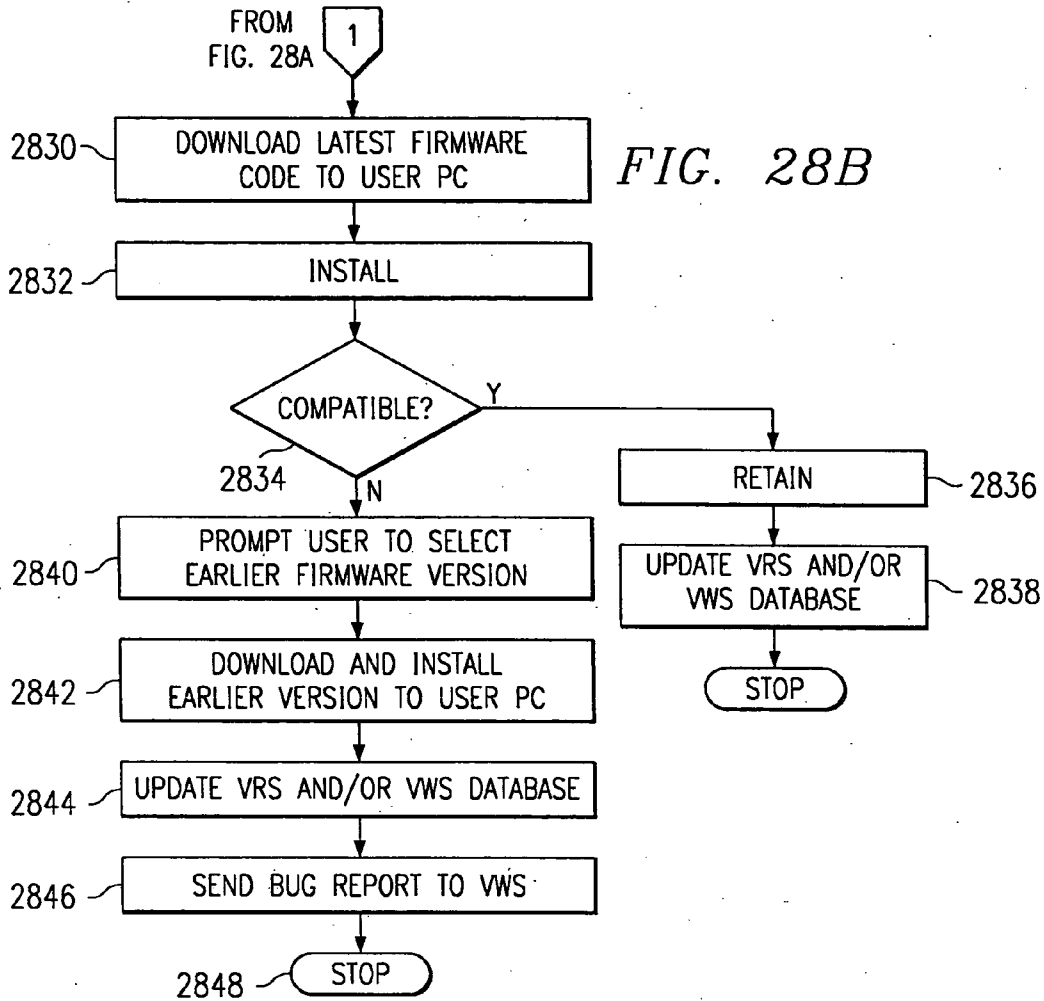 FROM
FIG. 28A
1
2830
DOWNLOAD LATEST FIRMWARE
CODE TO USER PC
FIG. 28B
2832
INSTALL
COMPATIBLE?
Y
2834
N
RETAIN
2836
UPDATE VRS AND/OR
VWS DATABASE
2838
STOP
2840
PROMPT USER TO SELECT
EARLIER FIRMWARE VERSION
2842
DOWNLOAD AND INSTALL
EARLIER VERSION TO USER PC
2844
UPDATE VRS AND/OR VWS DATABASE
2846
SEND BUG REPORT TO VWS
2848
STOP